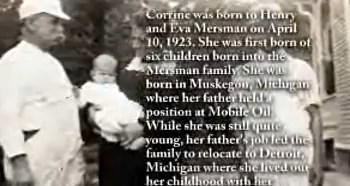 Corrine was born to Henry
and Eva Mersman on April
10, 1923. She was first born of
six children born into the
Mersman family. She was
born in Muskegon, Michigan
where her father held a
position at Mobile Oil
While she was still quite
young, her father's job led the
family to relocate to Detroit,
Michigan where she lived out
her childhood with her